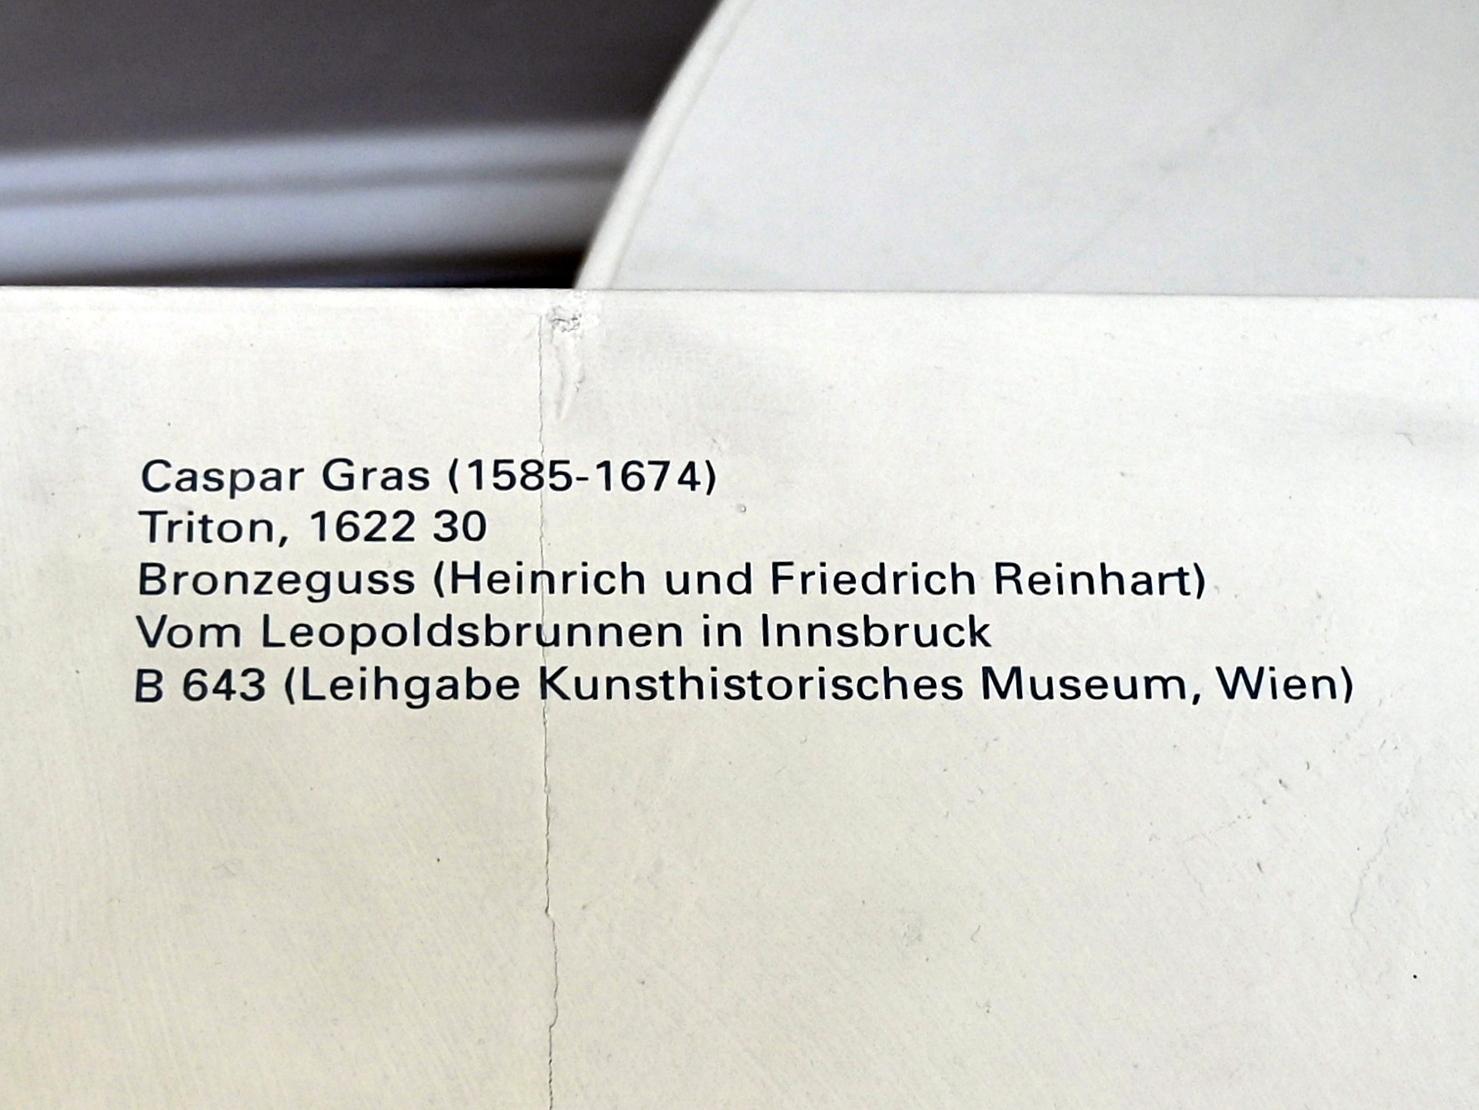 Caspar Gras (1585-1674)
Triton, 1622 30
Bronzeguss (Heinrich und Friedrich Reinhart)
Vom Leopoldsbrunnen in Innsbruck
B 643 (Leihgabe Kunsthistorisches Museum, Wien)